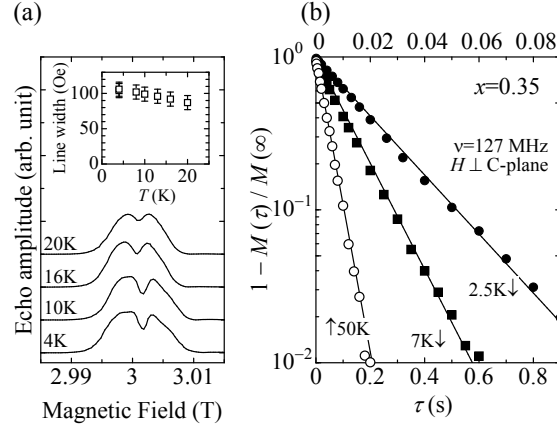 (a)
(b)
Echo amplitude (arb. unit)
Line width (Oe)
100
50
0
0
10
20
T (K)
20K
16K
10K
4K
2.99
3
3.01
Magnetic Field (T)
0
0.02
0.04
0.06
0.08
1 − M(τ) / M(∞)
10⁰
10⁻¹
10⁻²
x=0.35
ν=127 MHz
H⊥C-plane
2.5K↓
↑50K
7K↓
0
0.2
0.4
0.6
0.8
τ (s)